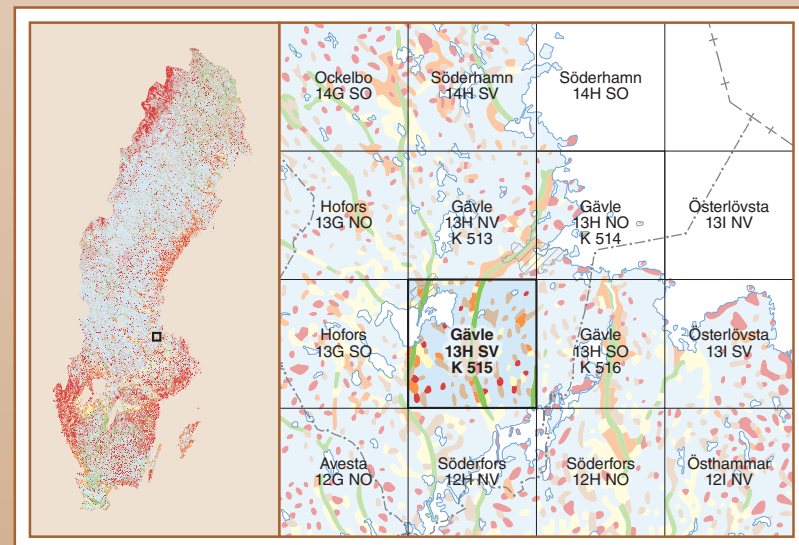 Ockelbo
14G SO
Söderhamn
14H SV
Söderhamn
14H SO
Hofors
13G NO
Gävle
13H NV
K 513
Gävle
13H NO
K 514
Österlövsta
13I NV
Hofors
13G SO
Gävle
13H SV
K 515
Gävle
13H SO
K 516
Österlövsta
13I SV
Avesta
12G NO
Söderfors
12H NV
Söderfors
12H NO
Östhammar
12I NV